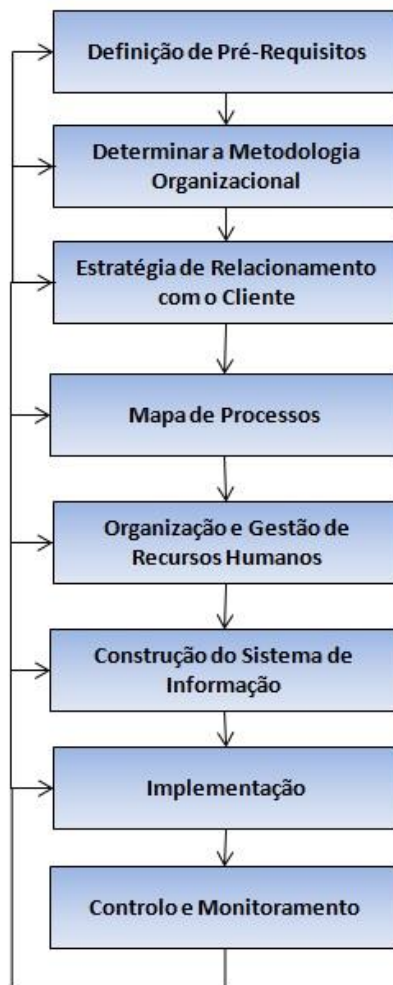 Definição de Pré-Requisitos
Determinar a Metodologia
Organizacional
Estratégia de Relacionamento
com o Cliente
Mapa de Processos
Organização e Gestão de
Recursos Humanos
Construção do Sistema de
Informação
Implementação
Controlo e Monitoramento